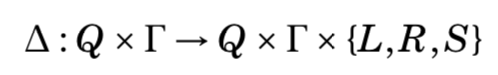 Δ : Q × Γ → Q × Γ × {L,R,S}